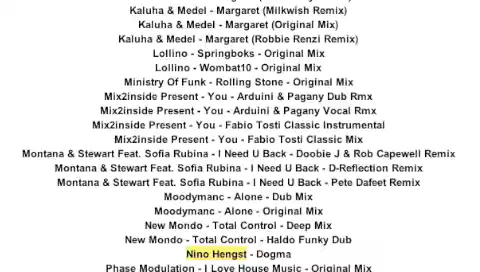 Kaluha & Medel - Margaret (Milkwish Remix)
Kaluha & Medel - Margaret (Original Mix)
Kaluha & Medel - Margaret (Robbie Renzi Remix)
Lollino - Springboks - Original Mix
Lollino - Wombat10 - Original Mix
Ministry Of Funk - Rolling Stone - Original Mix
Mix2inside Present - You - Arduini & Pagany Dub Rmx
Mix2inside Present - You - Arduini & Pagany Vocal Rmx
Mix2inside Present - You - Fabio Tosti Classic Instrumental
Mix2inside Present - You - Fabio Tosti Classic Mix
Montana & Stewart Feat. Sofia Rubina - I Need U Back - Doobie J & Rob Capewell Remix
Montana & Stewart Feat. Sofia Rubina - I Need U Back - D-Reflection Remix
Montana & Stewart Feat. Sofia Rubina - I Need U Back - Pete Dafeet Remix
Moodymanc - Alone - Dub Mix
Moodymanc - Alone - Original Mix
New Mondo - Total Control - Deep Mix
New Mondo - Total Control - Haldo Funky Dub
Nino Hengst - Dogma
Phase Modulation - I Love House Music - Original Mix